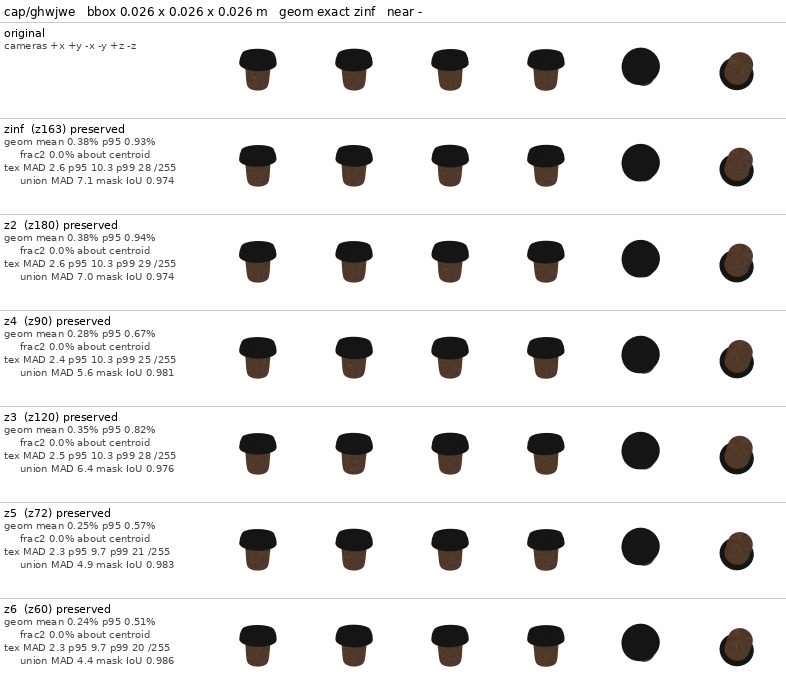 cap/ghwjwe bbox 0.026 x 0.026 x 0.026 m geom exact zinf near -
original
cameras +x +y -x -y +z -z
zinf (z163) preserved
geom mean 0.38% p95 0.93%
frac2 0.0% about centroid
tex MAD 2.6 p95 10.3 p99 28 /255
union MAD 7.1 mask IoU 0.974
z2 (z180) preserved
geom mean 0.38% p95 0.94%
frac2 0.0% about centroid
tex MAD 2.6 p95 10.3 p99 29 /255
union MAD 7.0 mask IoU 0.974
z4 (z90) preserved
geom mean 0.28% p95 0.67%
frac2 0.0% about centroid
tex MAD 2.4 p95 10.3 p99 25 /255
union MAD 5.6 mask IoU 0.981
z3 (z120) preserved
geom mean 0.35% p95 0.82%
frac2 0.0% about centroid
tex MAD 2.5 p95 10.3 p99 28 /255
union MAD 6.4 mask IoU 0.976
z5 (z72) preserved
geom mean 0.25% p95 0.57%
frac2 0.0% about centroid
tex MAD 2.3 p95 9.7 p99 21 /255
union MAD 4.9 mask IoU 0.983
z6 (z60) preserved
geom mean 0.24% p95 0.51%
frac2 0.0% about centroid
tex MAD 2.3 p95 9.7 p99 20 /255
union MAD 4.4 mask IoU 0.986